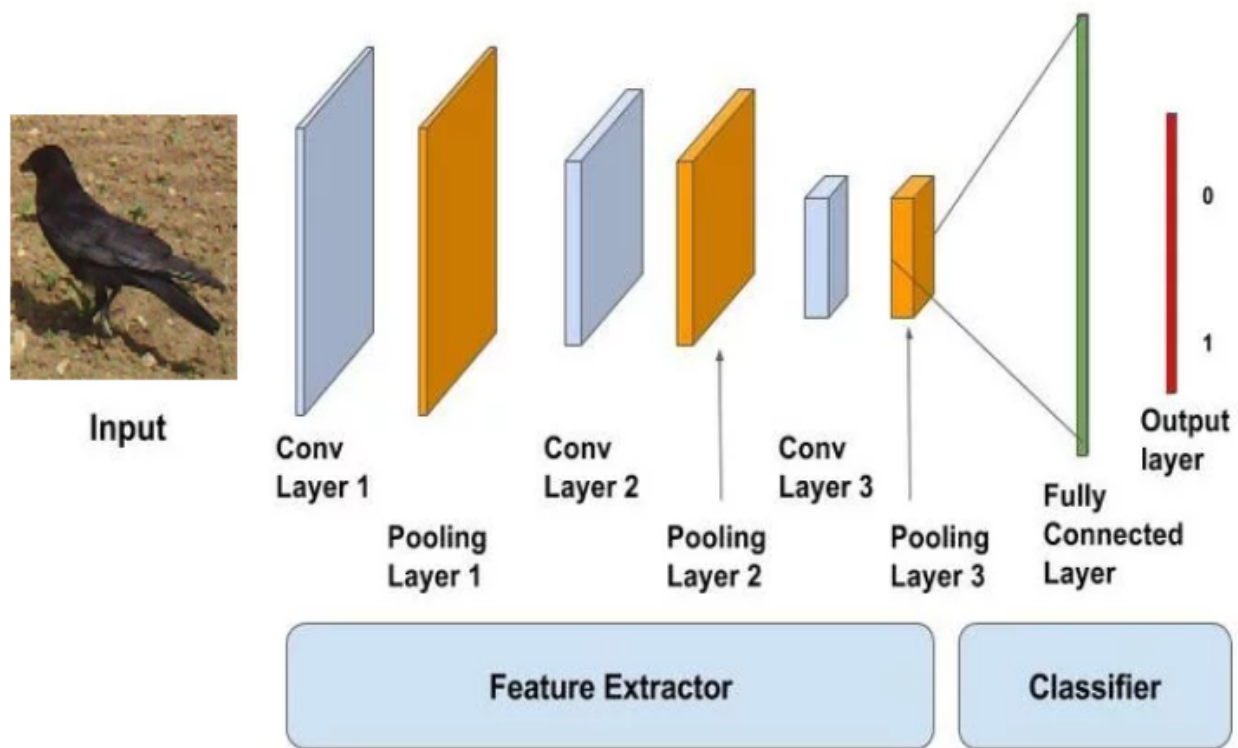 Input
Conv
Layer 1
Pooling
Layer 1
Conv
Layer 2
Pooling
Layer 2
Conv
Layer 3
Pooling
Layer 3
Fully
Connected
Layer
0
1
Output
layer
Feature Extractor
Classifier